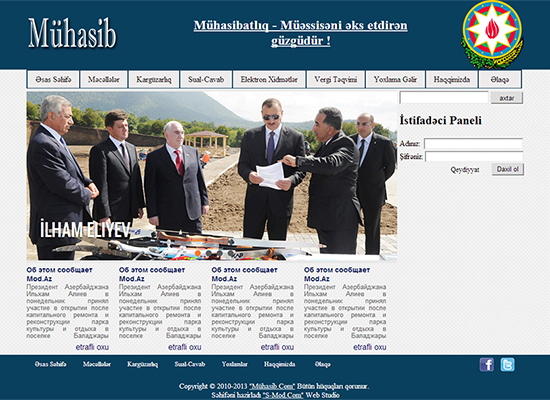 Mühasib
Mühasibatlıq - Müəssisəni əks etdirən
güzgüdür !
Əsas Səhifə Məcəllələr Kargüzarlıq Sual-Cavab Elektron Xidmətlər Vergi Təqvimi Yoxlama Gəlir Haqqimizda Əlaqə
axtar
İstifadəci Paneli
Adınız:
Şifrəniz:
Qeydiyyat Daxil ol
İLHAM ELIYEV
Об этом сообщает Mod.Az
Президент Азербайджана
Ильхам Алиев в
понедельник принял
участие в открытии после
капитального ремонта и
реконструкции парка
культуры и отдыха в
поселке Баладжары
etrafli oxu
Об этом сообщает Mod.Az
Президент Азербайджана
Ильхам Алиев в
понедельник принял
участие в открытии после
капитального ремонта и
реконструкции парка
культуры и отдыха в
поселке Баладжары
etrafli oxu
Об этом сообщает Mod.Az
Президент Азербайджана
Ильхам Алиев в
понедельник принял
участие в открытии после
капитального ремонта и
реконструкции парка
культуры и отдыха в
поселке Баладжары
etrafli oxu
Об этом сообщает Mod.Az
Президент Азербайджана
Ильхам Алиев в
понедельник принял
участие в открытии после
капитального ремонта и
реконструкции парка
культуры и отдыха в
поселке Баладжары
etrafli oxu
Əsas Səhifə Məcəllələr Kargüzarlıq Sual-Cavab Yoxlamlar Haqqimizda Əlaqə
Copyright © 2010-2013 "Mühasib.Com" Bütün hüquqları qorunur.
Səhifəni hazirladı "S-Mod.Com" Web Studio